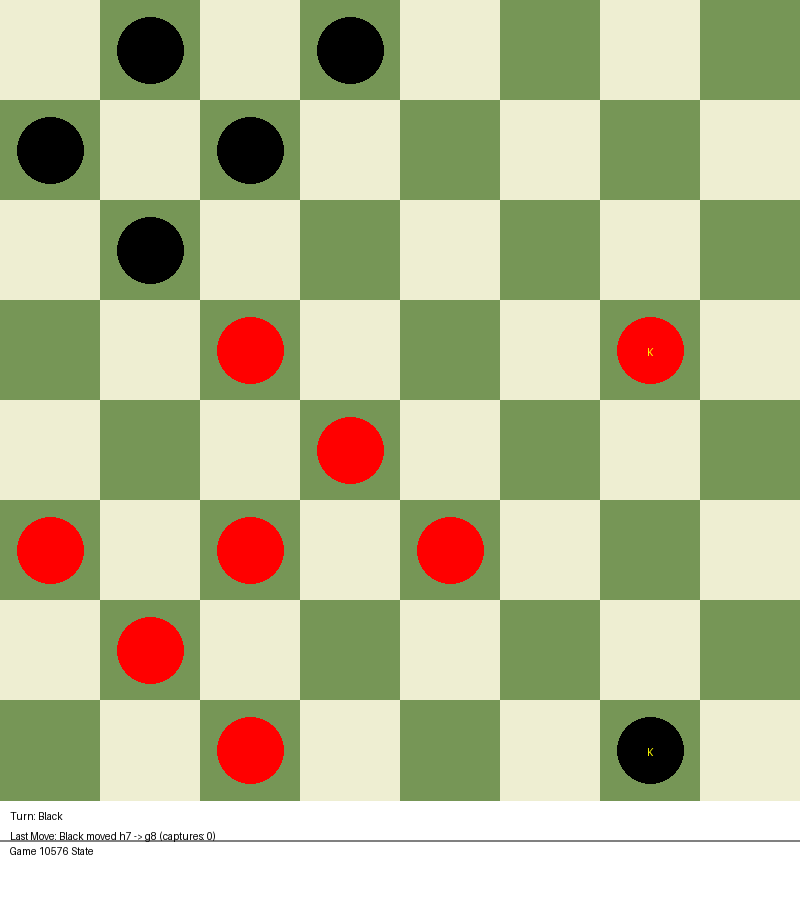 K
K
Turn: Black
Last Move: Black moved h7 -> g8 (captures: 0)
Game 10576 State